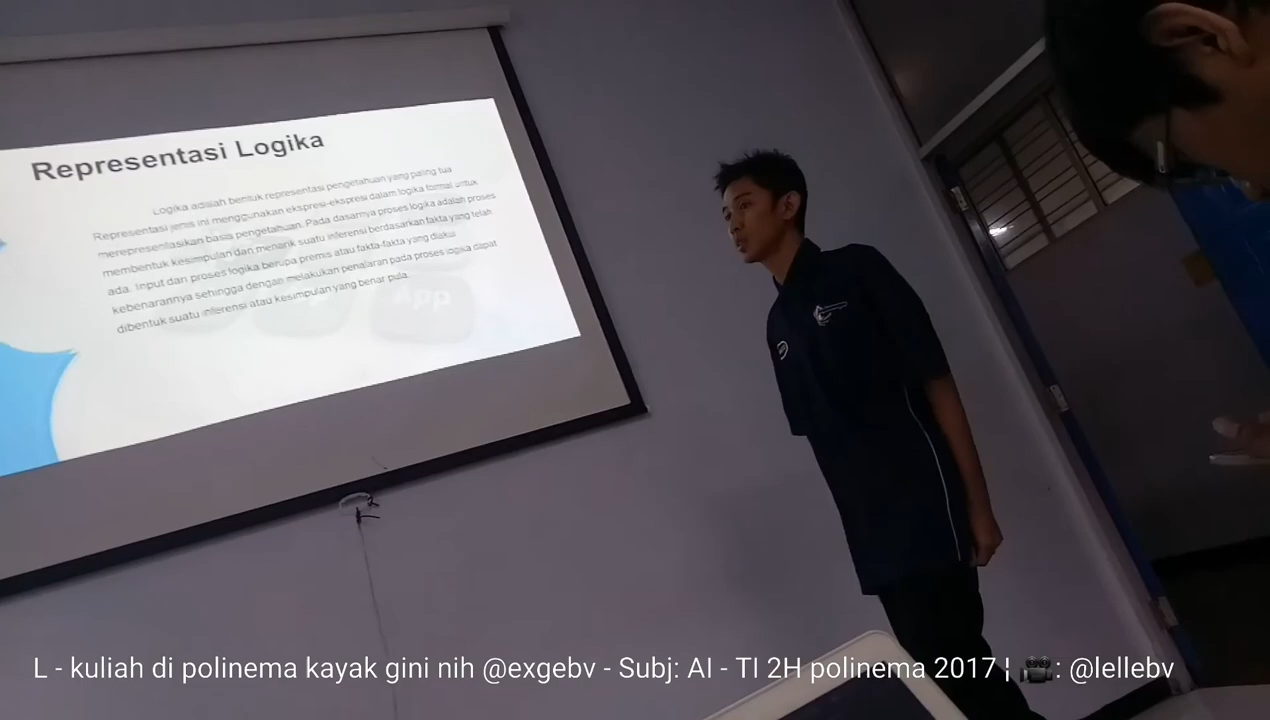 Representasi Logika
Logika adalah bentuk representasi pengetahuan yang paling tua
Representasi jenis ini menggunakan ekspresi-ekspresi dalam logika formal untuk
merepresentasikan basis pengetahuan. Pada dasarnya proses logika adalah proses
membentuk kesimpulan dan menarik suatu inferensi berdasarkan fakta yang telah
ada. Input dari proses logika berupa premis atau fakta-fakta yang diakui
kebenarannya sehingga dengan melakukan penalaran pada proses logika dapat
dibentuk suatu inferensi atau kesimpulan yang benar pula.
App
L - kuliah di polinema kayak gini nih @exgebv - Subj: AI - TI 2H polinema 2017 ¦ 🎥: @lellebv